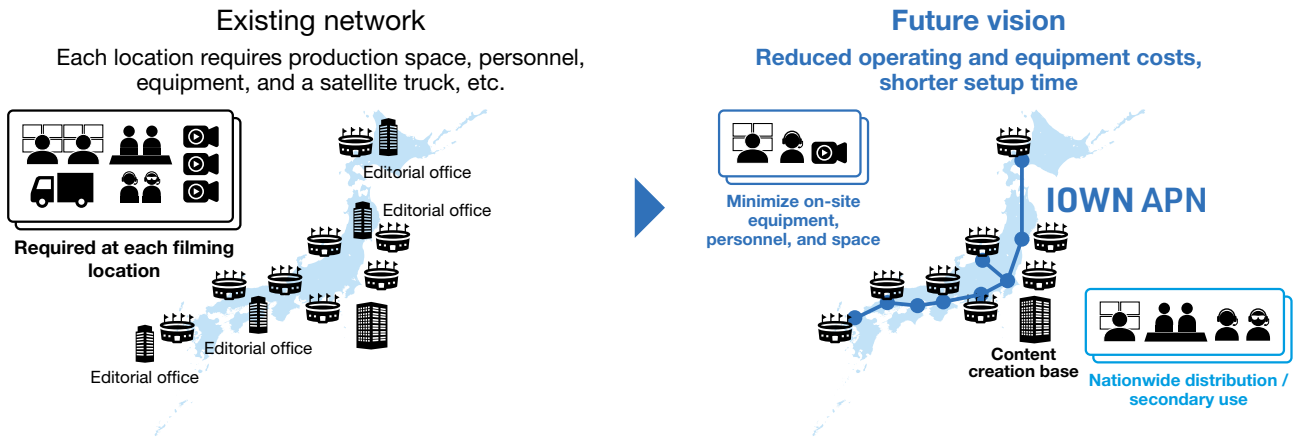 Existing network
Each location requires production space, personnel,
equipment, and a satellite truck, etc.
Required at each filming
location
Editorial office
Editorial office
Editorial office
Editorial office
Future vision
Reduced operating and equipment costs,
shorter setup time
Minimize on-site
equipment,
personnel, and space
IOWN APN
Content
creation base
Nationwide distribution /
secondary use